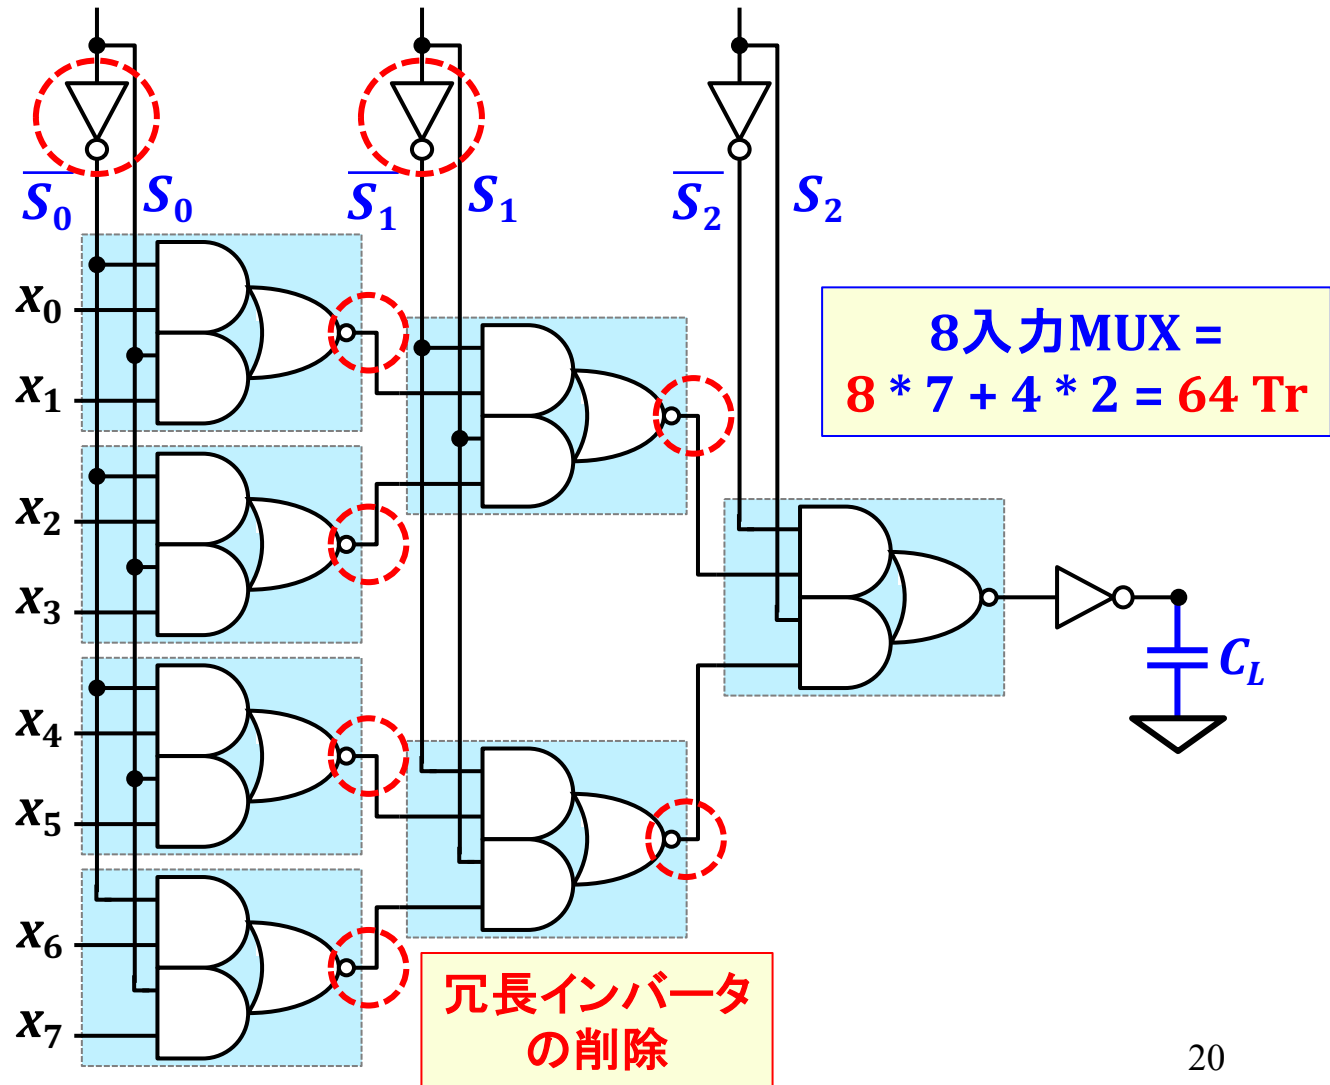 S̅₀ S₀ S̅₁ S₁ S̅₂ S₂
x₀
x₁
x₂
x₃
x₄
x₅
x₆
x₇
8入力MUX =
8 * 7 + 4 * 2 = 64 Tr
C_L
冗長インバータ
の削除
20